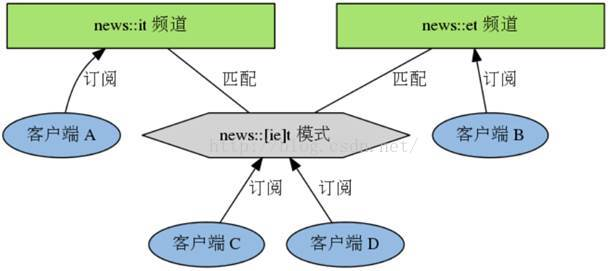 news::it 频道
news::et 频道
订阅
匹配
匹配
订阅
客户端 A
news::[ie]t 模式
客户端 B
http://blog.csdn.net/
订阅
订阅
客户端 C
客户端 D